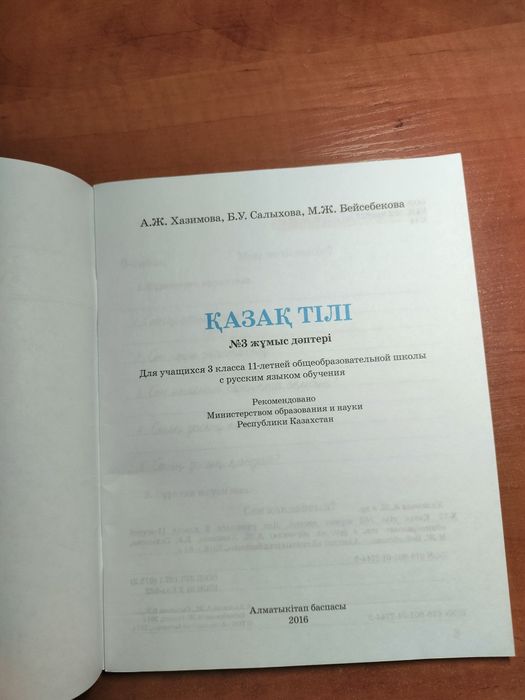 А.Ж. Хазимова, Б.У. Салыхова, М.Ж. Бейсебекова
ҚАЗАҚ ТІЛІ
№3 жұмыс дәптері
Для учащихся 3 класса 11-летней общеобразовательной школы
с русским языком обучения
Рекомендовано
Министерством образования и науки
Республики Казахстан
Алматыкітап баспасы
2016